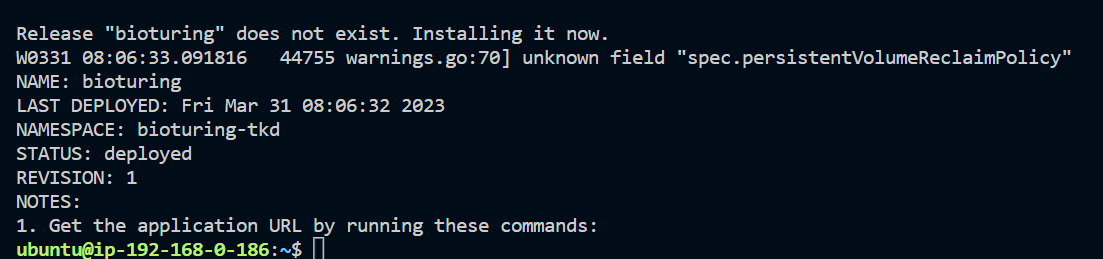 Release "bioturing" does not exist. Installing it now.
W0331 08:06:33.091816   44755 warnings.go:70] unknown field "spec.persistentVolumeReclaimPolicy"
NAME: bioturing
LAST DEPLOYED: Fri Mar 31 08:06:32 2023
NAMESPACE: bioturing-tkd
STATUS: deployed
REVISION: 1
NOTES:
1. Get the application URL by running these commands:
ubuntu@ip-192-168-0-186:~$